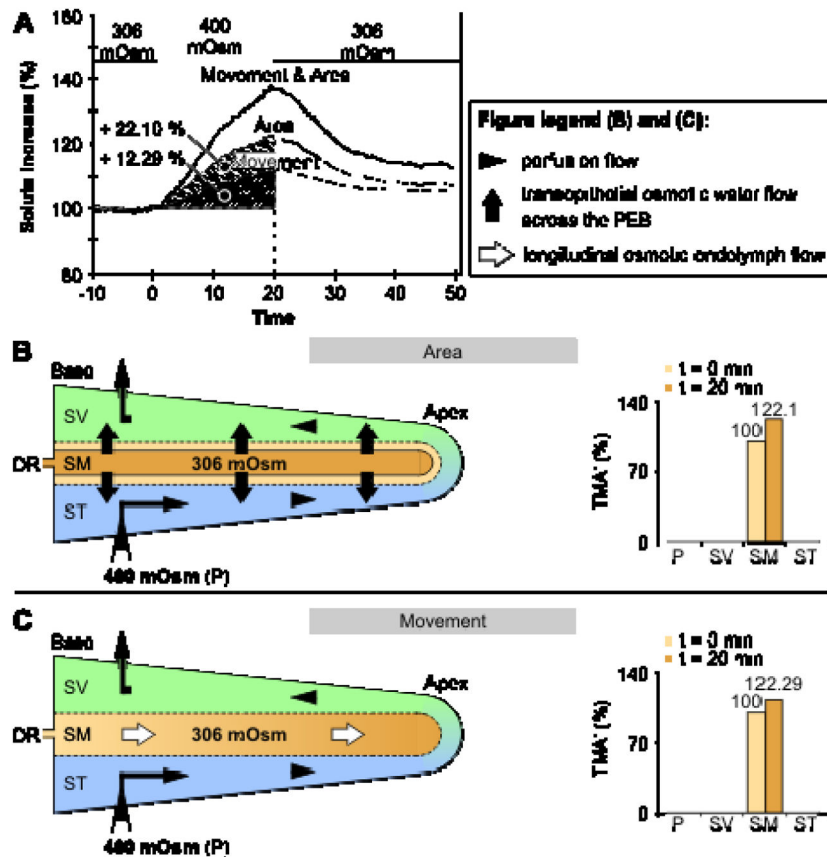 A
306 mOsm
400 mOsm
306 mOsm
Movement & Area
Area
Movement
+ 22.10 %
+ 12.29 %
Solute Increase (%)
160
140
120
100
80
-10 0 10 20 30 40 50
Time
Figure legend (B) and (C):
perfusion flow
transepithelial osmotic water flow
across the PEB
longitudinal osmotic endolymph flow
B
Area
Base
Apex
SV
SM
306 mOsm
DR
ST
400 mOsm (P)
t = 0 min
t = 20 min
140
70
0
TMA+ (%)
100
122.1
P SV SM ST
C
Movement
Base
Apex
SV
SM
306 mOsm
DR
ST
400 mOsm (P)
t = 0 min
t = 20 min
140
70
0
TMA+ (%)
100
122.29
P SV SM ST